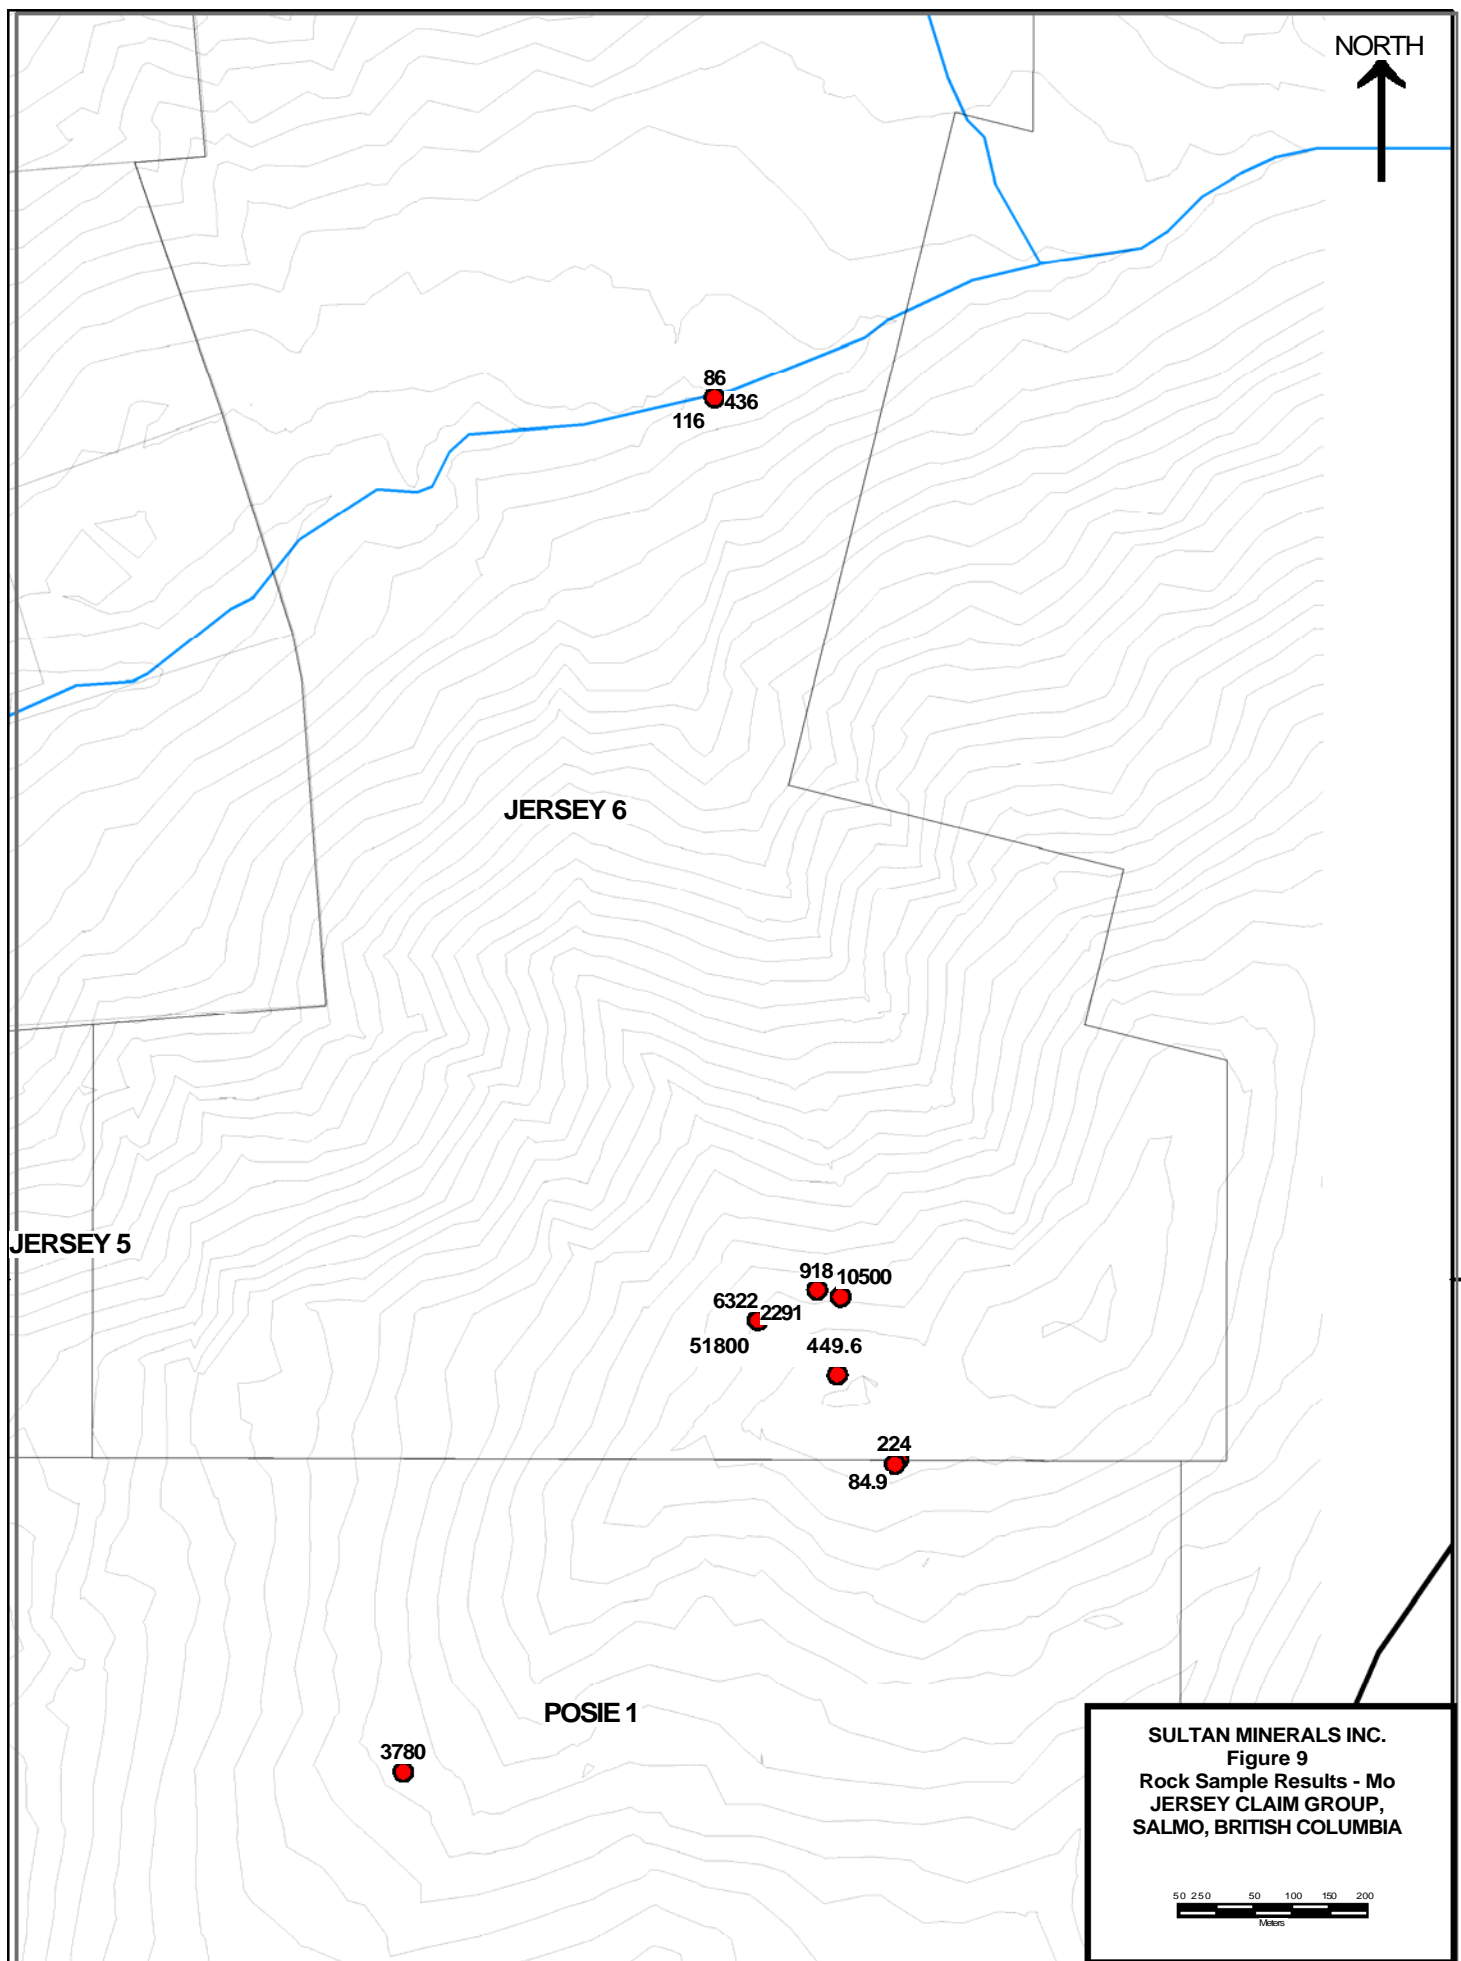 NORTH
86
436
116
JERSEY 6
JERSEY 5
918
10500
6322
2291
51800
449.6
224
84.9
POSIE 1
3780
SULTAN MINERALS INC.
Figure 9
Rock Sample Results - Mo
JERSEY CLAIM GROUP,
SALMO, BRITISH COLUMBIA
50 250 50 100 150 200
Meters